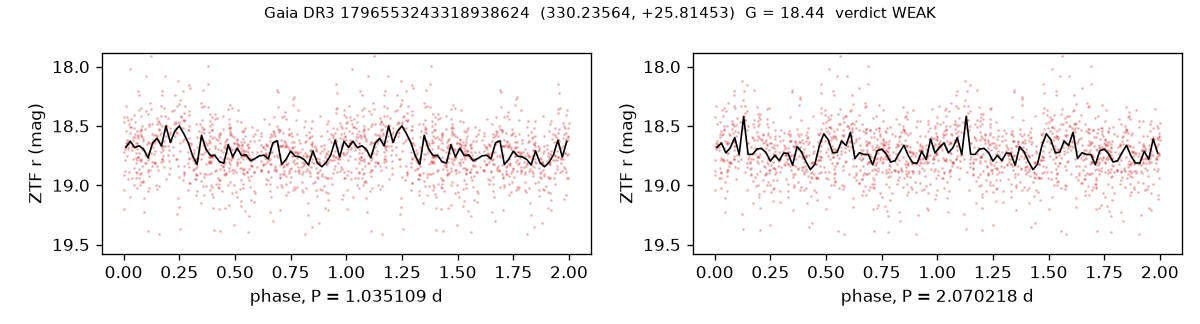 Gaia DR3 1796553243318938624 (330.23564, +25.81453) G = 18.44 verdict WEAK
18.0
18.5
19.0
19.5
ZTF r (mag)
0.00 0.25 0.50 0.75 1.00 1.25 1.50 1.75 2.00
phase, P = 1.035109 d
18.0
18.5
19.0
19.5
ZTF r (mag)
0.00 0.25 0.50 0.75 1.00 1.25 1.50 1.75 2.00
phase, P = 2.070218 d